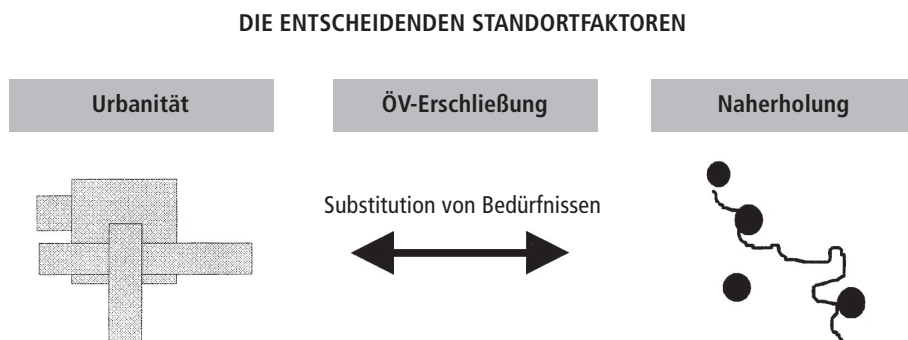 DIE ENTSCHEIDENDEN STANDORTFAKTOREN
Urbanität
ÖV-Erschließung
Naherholung
Substitution von Bedürfnissen